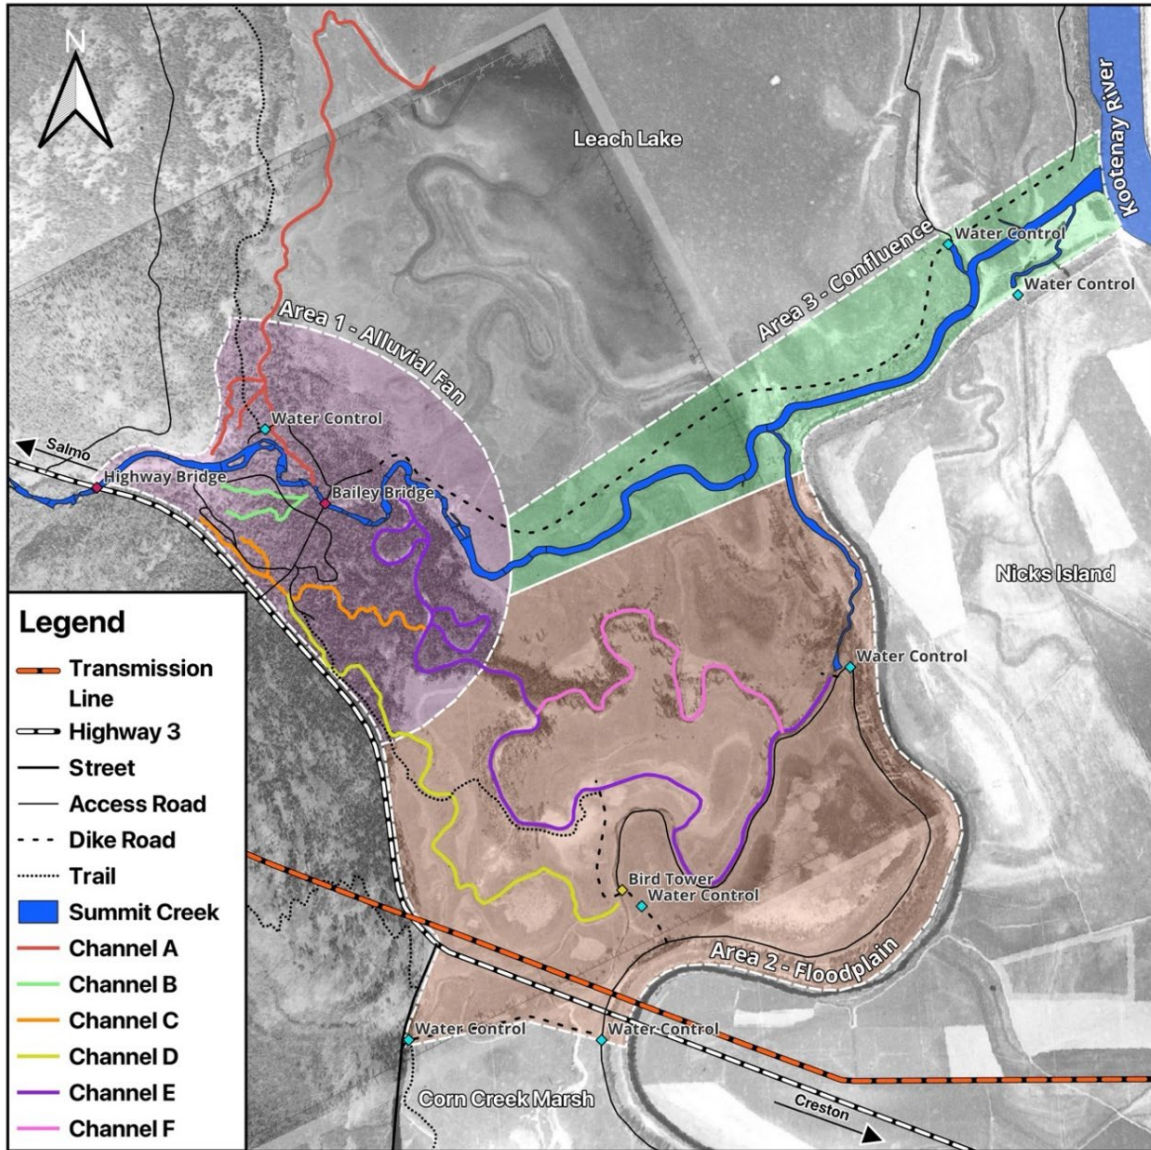 N
Leach Lake
Kootenay River
Water Control
Area 3 - Confluence
Water Control
Area 1 - Alluvial Fan
Water Control
Salmo
Highway Bridge
Bailey Bridge
Nicks Island
Water Control
Bird Tower
Water Control
Area 2 - Floodplain
Water Control
Water Control
Corn Creek Marsh
Creston
Legend
Transmission
Line
Highway 3
Street
Access Road
Dike Road
Trail
Summit Creek
Channel A
Channel B
Channel C
Channel D
Channel E
Channel F